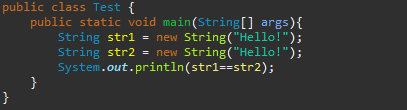 public class Test {
    public static void main(String[] args){
        String str1 = new String("Hello!");
        String str2 = new String("Hello!");
        System.out.println(str1==str2);
    }
}